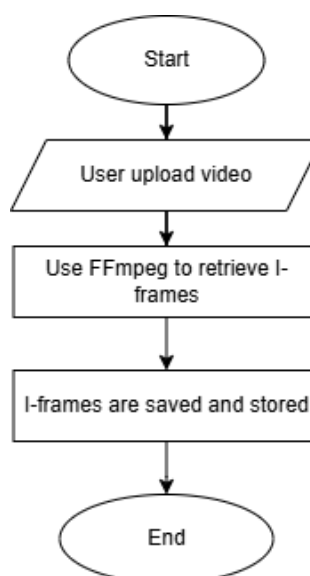 Start
User upload video
Use FFmpeg to retrieve I-
frames
I-frames are saved and stored
End